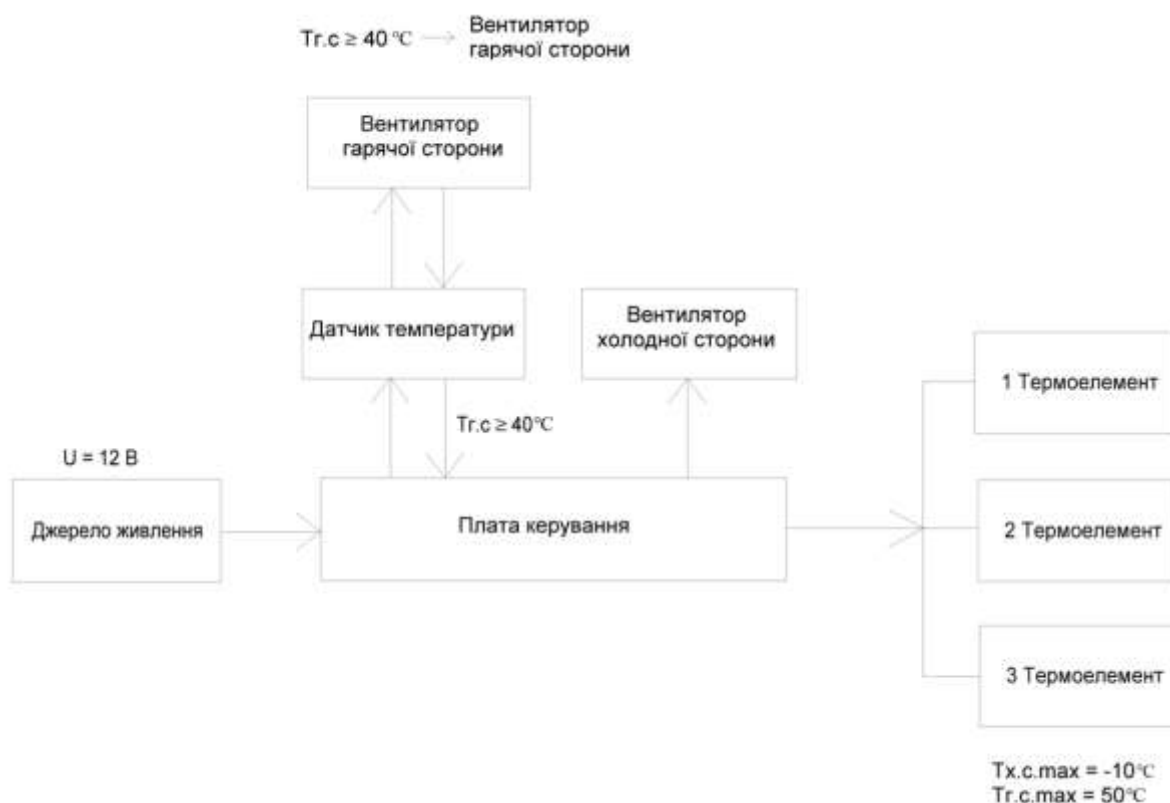 Тг.с ≥ 40 ℃ → Вентилятор
гарячої сторони
Вентилятор
гарячої сторони
Датчик температури
Вентилятор
холодної сторони
1 Термоелемент
Тг.с ≥ 40℃
U = 12 В
Джерело живлення
Плата керування
2 Термоелемент
3 Термоелемент
Тх.с.max = -10℃
Тг.с.max = 50℃